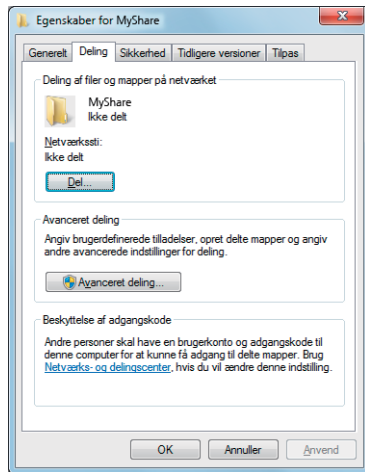 Egenskaber for MyShare
Generelt Deling Sikkerhed Tidligere versioner Tilpas
Deling af filer og mapper på netværket
MyShare
Ikke delt
Netværkssti:
Ikke delt
Del...
Avanceret deling
Angiv brugerdefinerede tilladelser, opret delte mapper og angiv
andre avancerede indstillinger for deling.
Avanceret deling...
Beskyttelse af adgangskode
Andre personer skal have en brugerkonto og adgangskode til
denne computer for at kunne få adgang til delte mapper. Brug
Netværks- og delingscenter, hvis du vil ændre denne indstilling.
OK Annuller Anvend